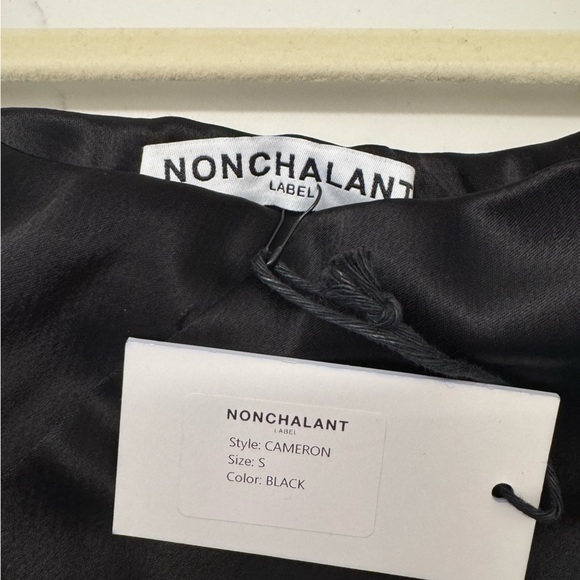 NONCHALANT
LABEL
NONCHALANT
LABEL
Style: CAMERON
Size: S
Color: BLACK